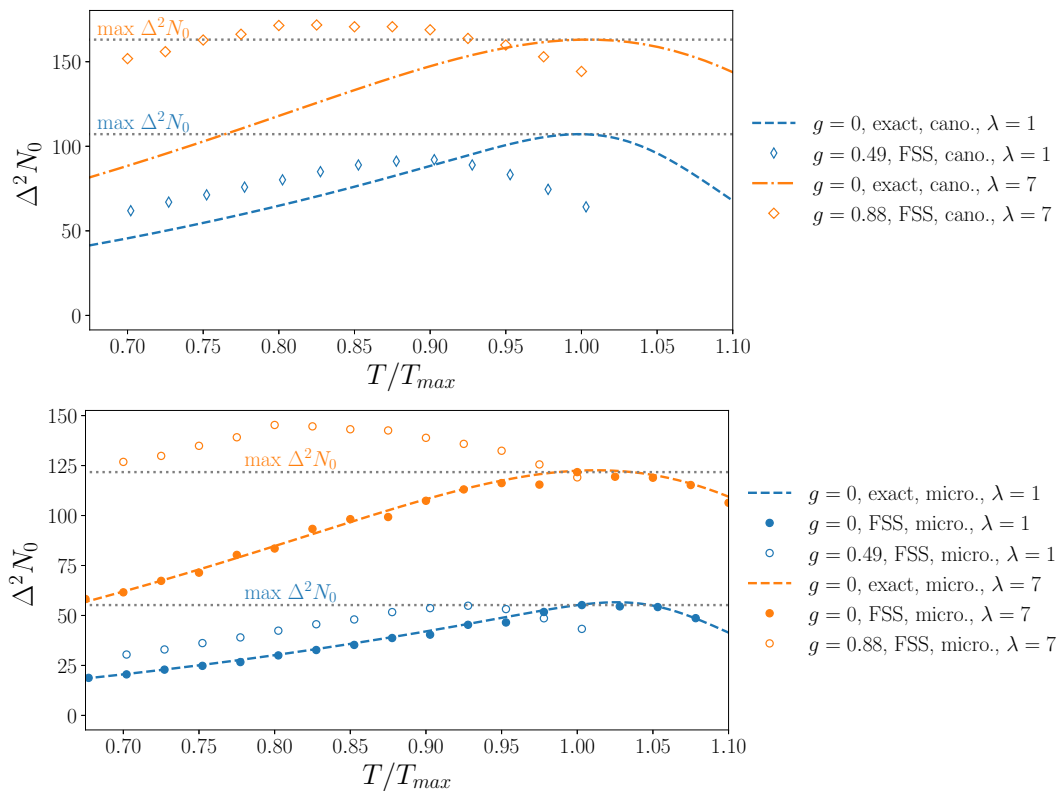 max Δ²N₀
max Δ²N₀
150
100
50
0
Δ²N₀
0.70 0.75 0.80 0.85 0.90 0.95 1.00 1.05 1.10
T/Tₘₐₓ
g = 0, exact, cano., λ = 1
g = 0.49, FSS, cano., λ = 1
g = 0, exact, cano., λ = 7
g = 0.88, FSS, cano., λ = 7
150
125
100
75
50
25
0
Δ²N₀
max Δ²N₀
max Δ²N₀
0.70 0.75 0.80 0.85 0.90 0.95 1.00 1.05 1.10
T/Tₘₐₓ
g = 0, exact, micro., λ = 1
g = 0, FSS, micro., λ = 1
g = 0.49, FSS, micro., λ = 1
g = 0, exact, micro., λ = 7
g = 0, FSS, micro., λ = 7
g = 0.88, FSS, micro., λ = 7